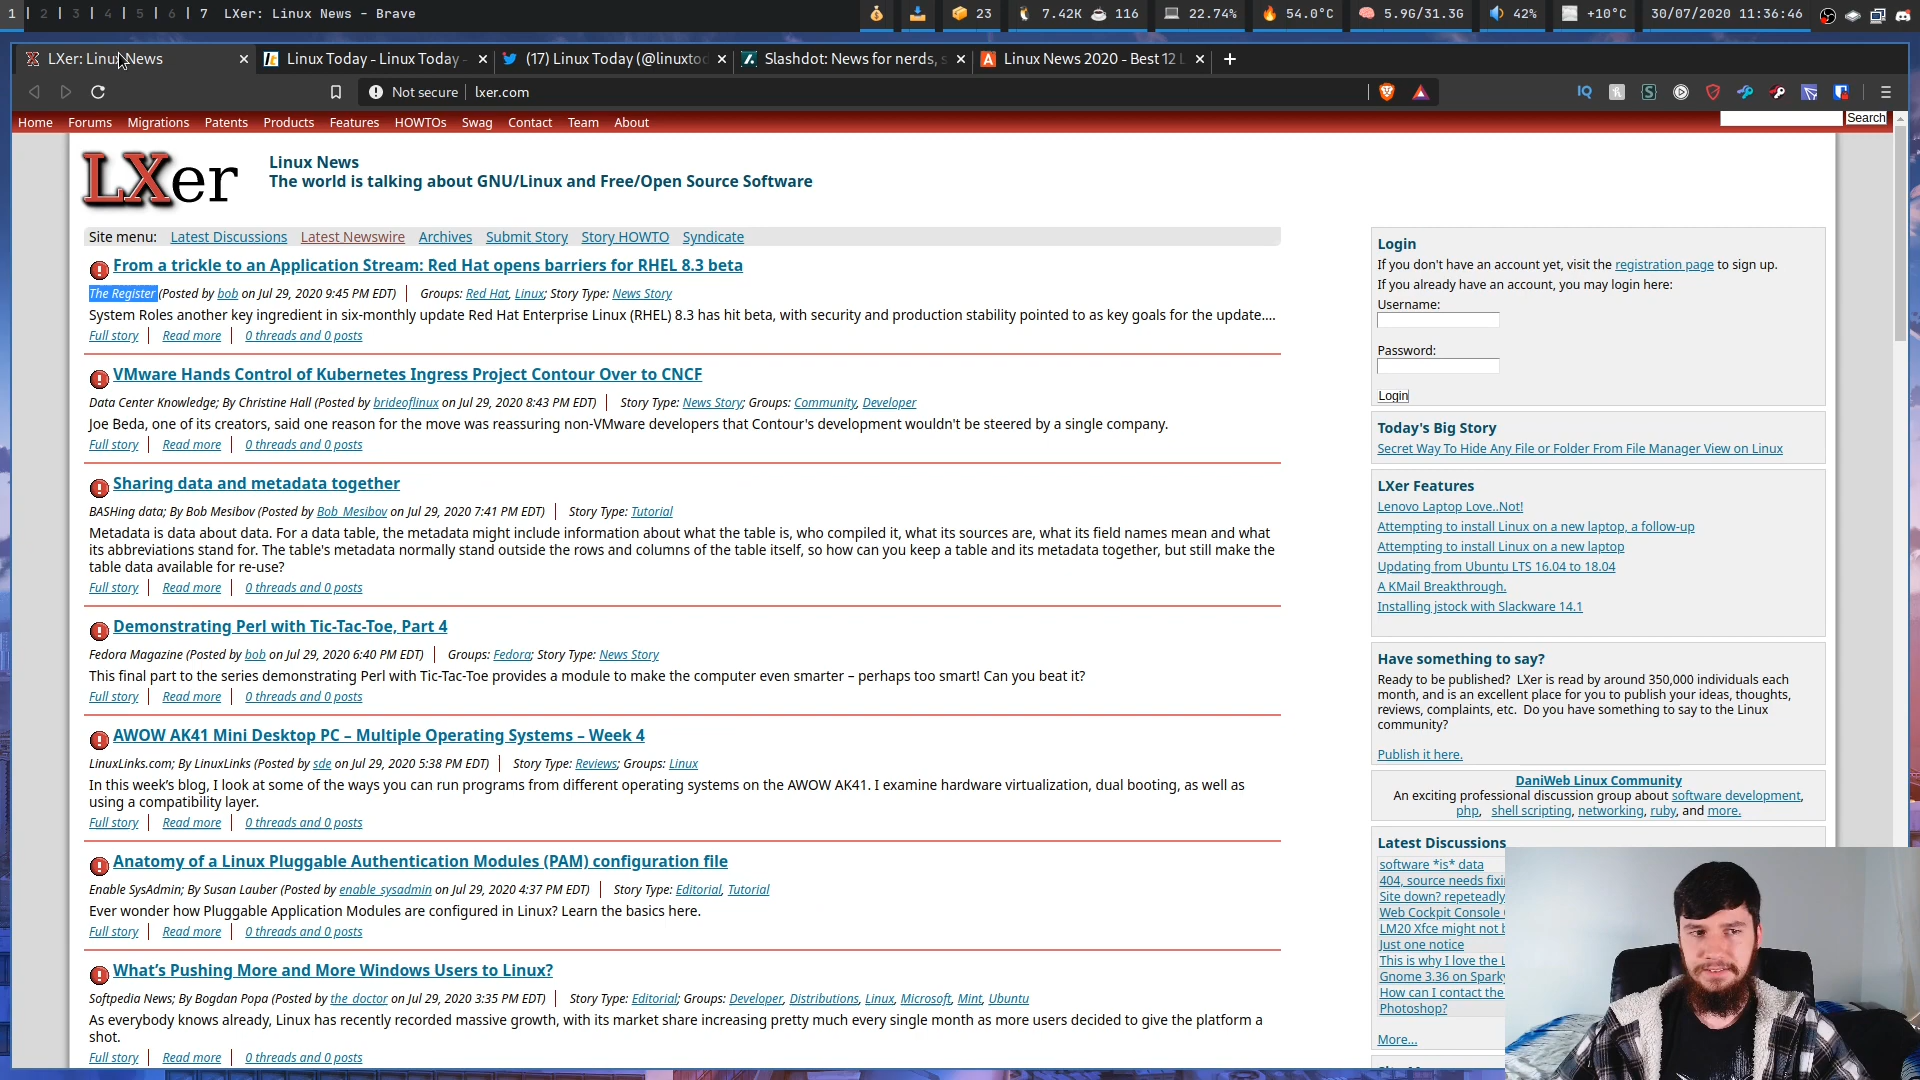 1 | 2 | 3 | 4 | 5 | 6 | 7 LXer: Linux News - Brave
23 7.42K 116 22.74% 54.0°C 5.9G/31.3G 42% +10°C 30/07/2020 11:36:46
LXer: Linux News Linux Today - Linux Today - (17) Linux Today (@linuxtod Slashdot: News for nerds, s Linux News 2020 - Best 12 L
Not secure lxer.com
Home Forums Migrations Patents Products Features HOWTOs Swag Contact Team About Search
LXer
Linux News
The world is talking about GNU/Linux and Free/Open Source Software
Site menu: Latest Discussions Latest Newswire Archives Submit Story Story HOWTO Syndicate
From a trickle to an Application Stream: Red Hat opens barriers for RHEL 8.3 beta
The Register (Posted by bob on Jul 29, 2020 9:45 PM EDT) Groups: Red Hat, Linux; Story Type: News Story
System Roles another key ingredient in six-monthly update Red Hat Enterprise Linux (RHEL) 8.3 has hit beta, with security and production stability pointed to as key goals for the update....
Full story Read more 0 threads and 0 posts
VMware Hands Control of Kubernetes Ingress Project Contour Over to CNCF
Data Center Knowledge; By Christine Hall (Posted by brideoflinux on Jul 29, 2020 8:43 PM EDT) Story Type: News Story; Groups: Community, Developer
Joe Beda, one of its creators, said one reason for the move was reassuring non-VMware developers that Contour's development wouldn't be steered by a single company.
Full story Read more 0 threads and 0 posts
Sharing data and metadata together
BASHing data; By Bob Mesibov (Posted by Bob_Mesibov on Jul 29, 2020 7:41 PM EDT) Story Type: Tutorial
Metadata is data about data. For a data table, the metadata might include information about what the table is, who compiled it, what its sources are, what its field names mean and what
its abbreviations stand for. The table's metadata normally stand outside the rows and columns of the table itself, so how can you keep a table and its metadata together, but still make the
table data available for re-use?
Full story Read more 0 threads and 0 posts
Demonstrating Perl with Tic-Tac-Toe, Part 4
Fedora Magazine (Posted by bob on Jul 29, 2020 6:40 PM EDT) Groups: Fedora; Story Type: News Story
This final part to the series demonstrating Perl with Tic-Tac-Toe provides a module to make the computer even smarter – perhaps too smart! Can you beat it?
Full story Read more 0 threads and 0 posts
AWOW AK41 Mini Desktop PC – Multiple Operating Systems – Week 4
LinuxLinks.com; By LinuxLinks (Posted by sde on Jul 29, 2020 5:38 PM EDT) Story Type: Reviews; Groups: Linux
In this week’s blog, I look at some of the ways you can run programs from different operating systems on the AWOW AK41. I examine hardware virtualization, dual booting, as well as
using a compatibility layer.
Full story Read more 0 threads and 0 posts
Anatomy of a Linux Pluggable Authentication Modules (PAM) configuration file
Enable SysAdmin; By Susan Lauber (Posted by enable_sysadmin on Jul 29, 2020 4:37 PM EDT) Story Type: Editorial, Tutorial
Ever wonder how Pluggable Application Modules are configured in Linux? Learn the basics here.
Full story Read more 0 threads and 0 posts
What’s Pushing More and More Windows Users to Linux?
Softpedia News; By Bogdan Popa (Posted by the_doctor on Jul 29, 2020 3:35 PM EDT) Story Type: Editorial; Groups: Developer, Distributions, Linux, Microsoft, Mint, Ubuntu
As everybody knows already, Linux has recently recorded massive growth, with its market share increasing pretty much every single month as more users decided to give the platform a
shot.
Full story Read more 0 threads and 0 posts
Login
If you don't have an account yet, visit the registration page to sign up.
If you already have an account, you may login here:
Username:
Password:
Login
Today's Big Story
Secret Way To Hide Any File or Folder From File Manager View on Linux
LXer Features
Lenovo Laptop Love..Not!
Attempting to install Linux on a new laptop, a follow-up
Attempting to install Linux on a new laptop
Updating from Ubuntu LTS 16.04 to 18.04
A KMail Breakthrough.
Installing jstock with Slackware 14.1
Have something to say?
Ready to be published? LXer is read by around 350,000 individuals each
month, and is an excellent place for you to publish your ideas, thoughts,
reviews, complaints, etc. Do you have something to say to the Linux
community?
Publish it here.
DaniWeb Linux Community
An exciting professional discussion group about software development,
php, shell scripting, networking, ruby, and more.
Latest Discussions
software *is* data
404, source needs fixi
Site down? repeteadly
Web Cockpit Console
LM20 Xfce might not b
Just one notice
This is why I love the L
Gnome 3.36 on Sparky
How can I contact the
Photoshop?
More...